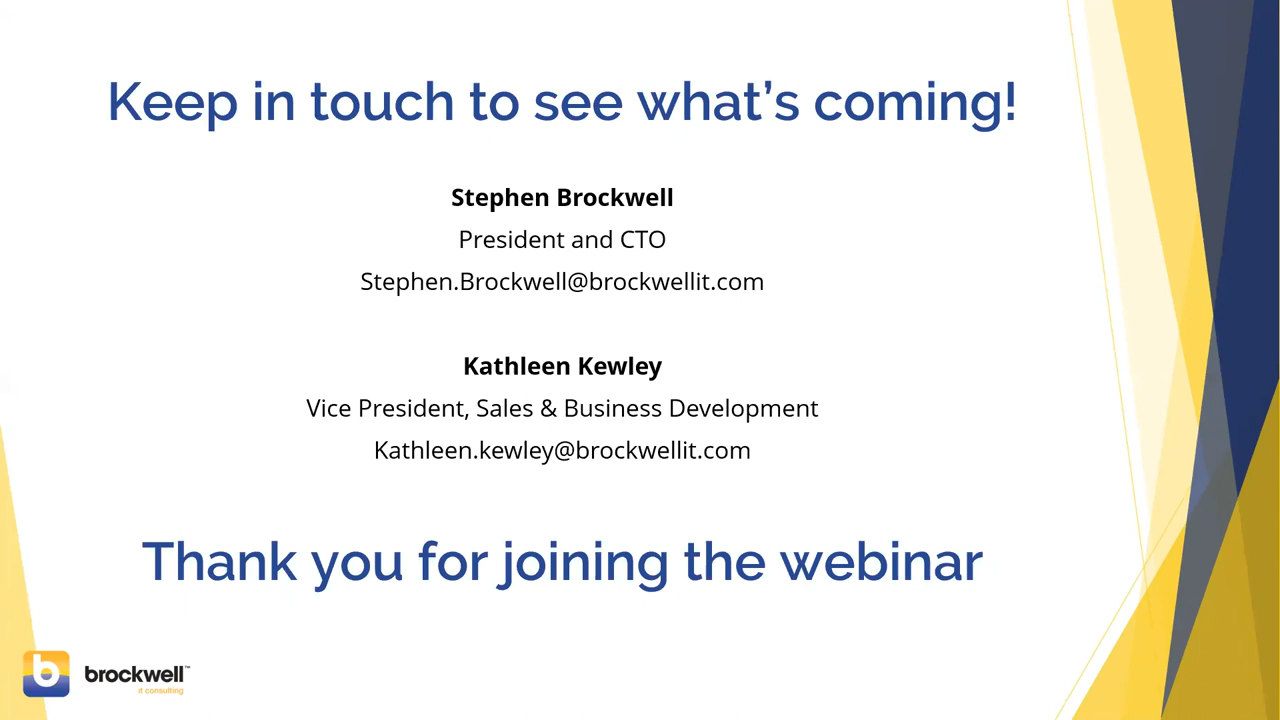 Keep in touch to see what’s coming!
Stephen Brockwell
President and CTO
Stephen.Brockwell@brockwellit.com
Kathleen Kewley
Vice President, Sales & Business Development
Kathleen.kewley@brockwellit.com
Thank you for joining the webinar
b
brockwell™
it consulting